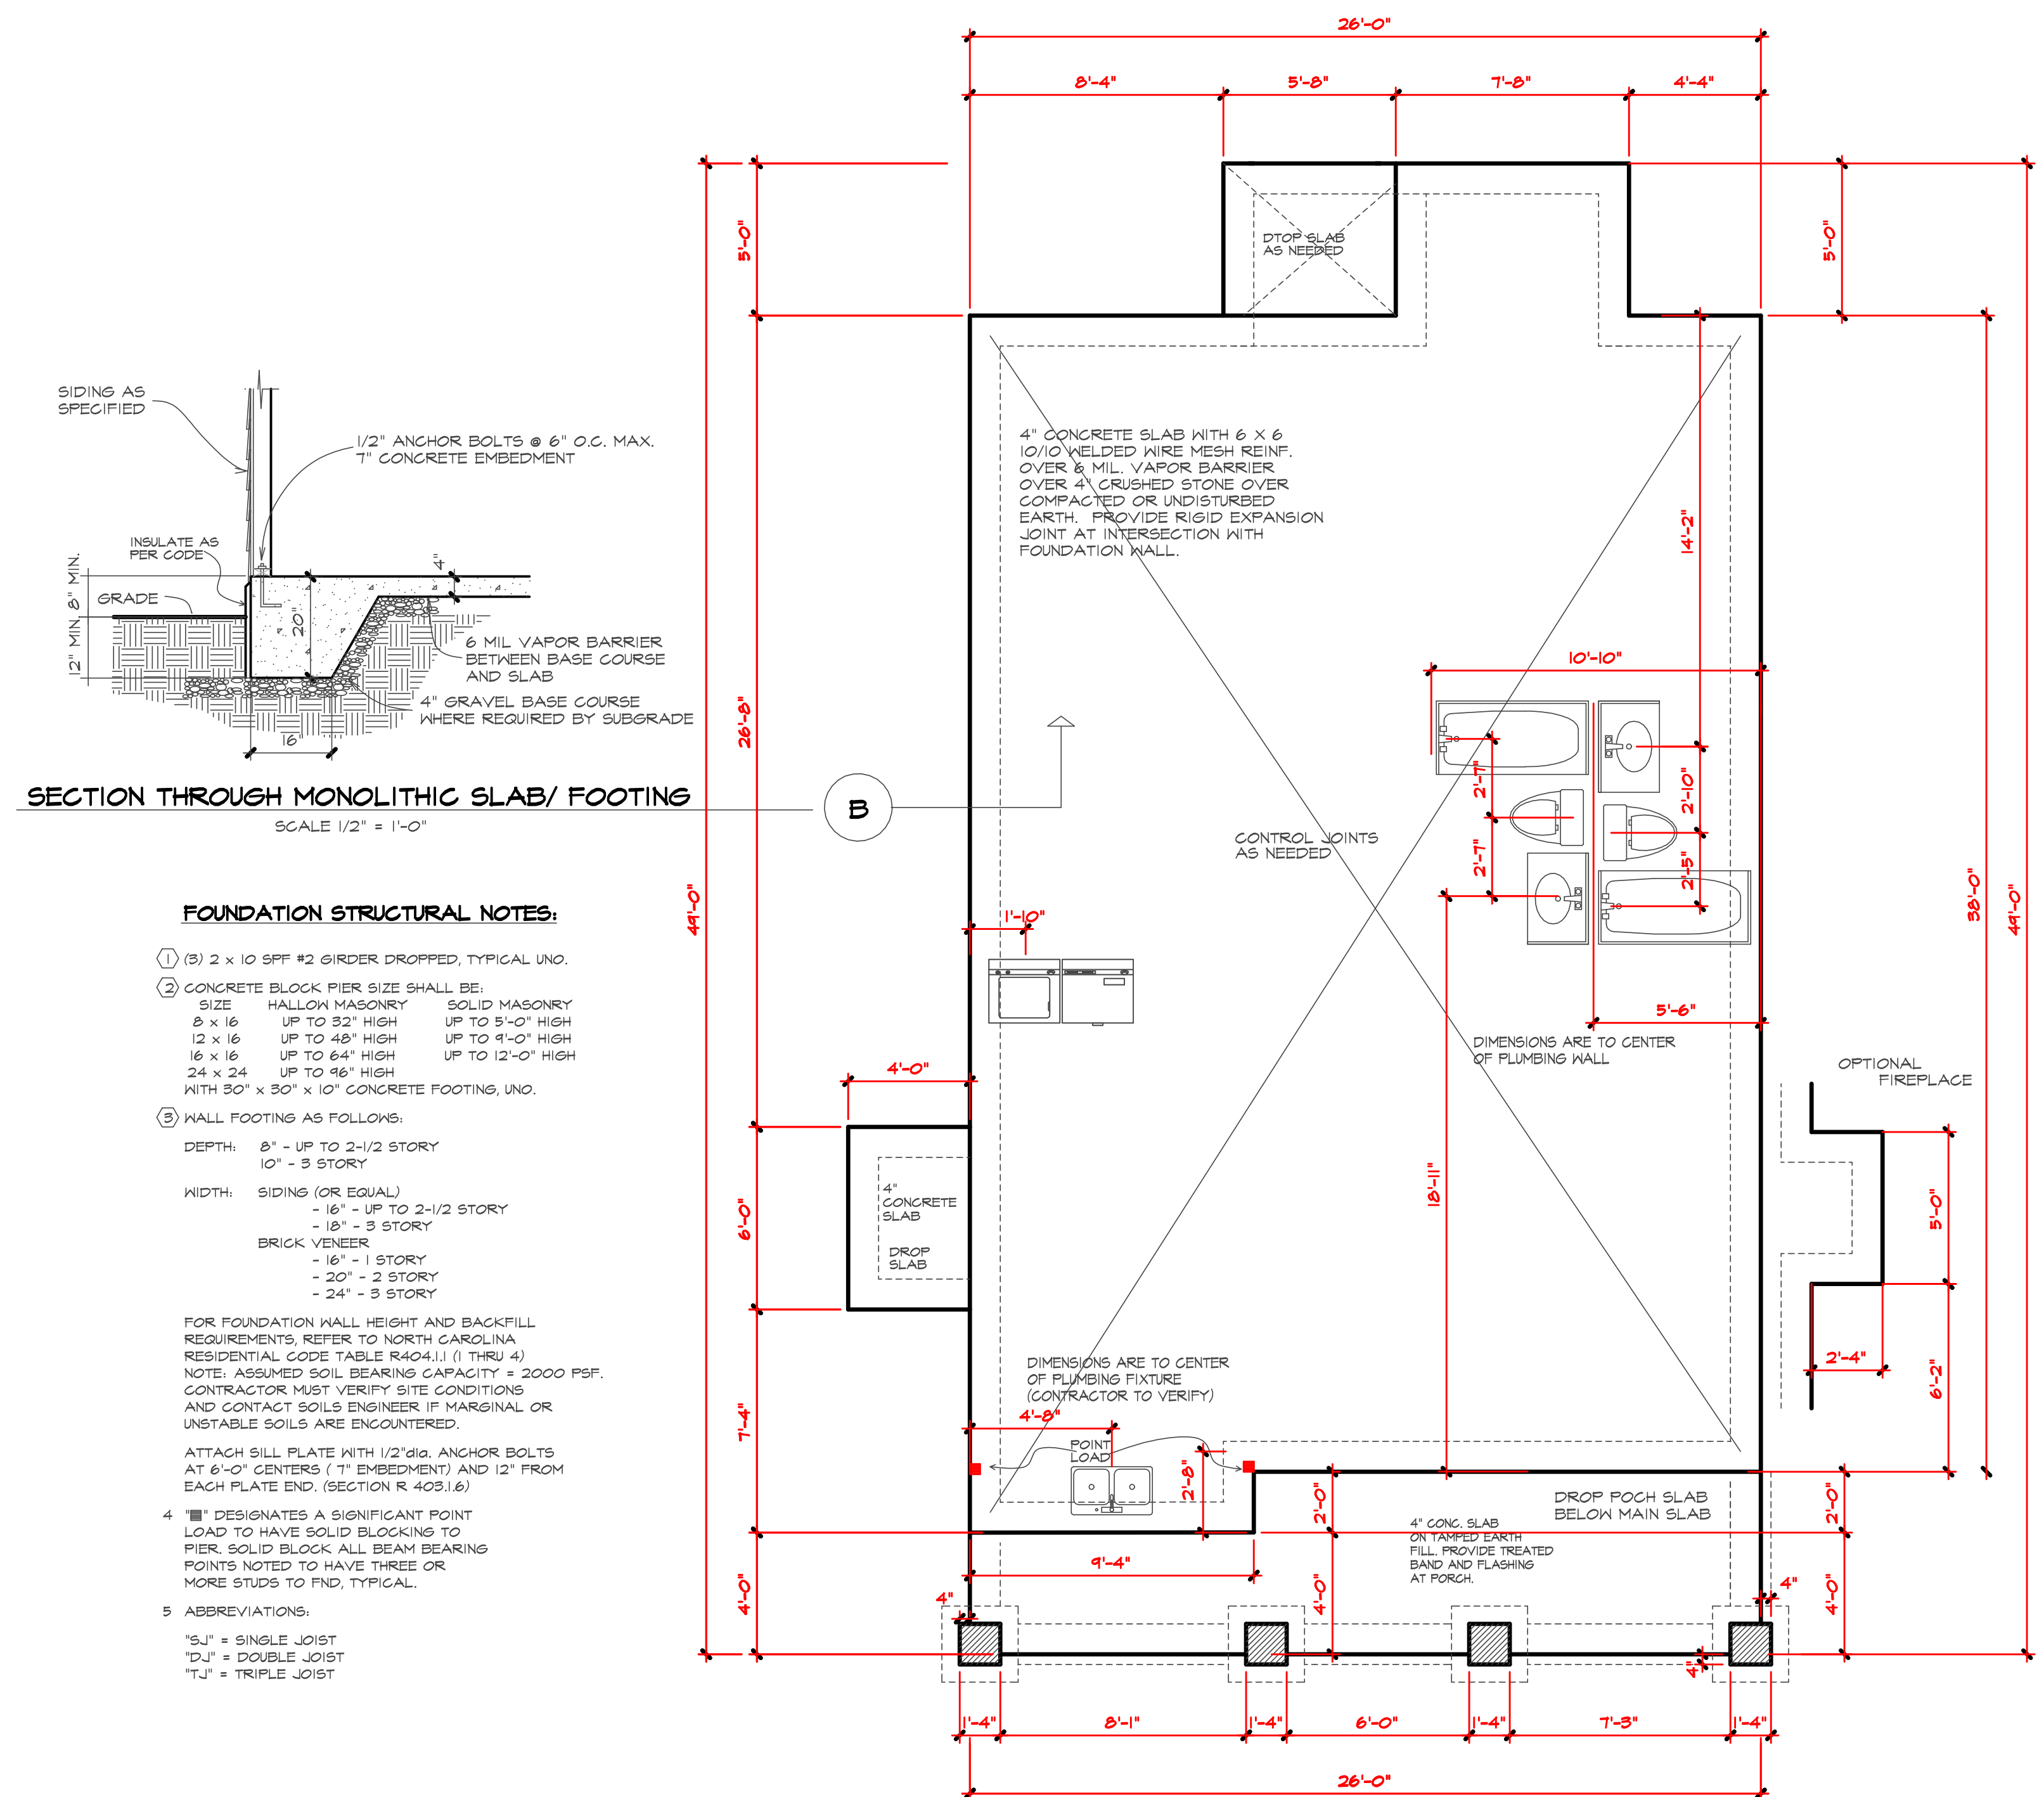 26'-0"
8'-4"
5'-8"
7'-8"
4'-4"
5'-0"
5'-0"
DTOP SLAB
AS NEEDED
SIDING AS
SPECIFIED
1/2" ANCHOR BOLTS @ 6" O.C. MAX.
7" CONCRETE EMBEDMENT
INSULATE AS
PER CODE
GRADE
12" MIN.
8" MIN.
20"
4"
6 MIL VAPOR BARRIER
BETWEEN BASE COURSE
AND SLAB
4" GRAVEL BASE COURSE
WHERE REQUIRED BY SUBGRADE
16"
SECTION THROUGH MONOLITHIC SLAB/ FOOTING
SCALE 1/2" = 1'-0"
B
4" CONCRETE SLAB WITH 6 X 6
10/10 WELDED WIRE MESH REINF.
OVER 6 MIL. VAPOR BARRIER
OVER 4" CRUSHED STONE OVER
COMPACTED OR UNDISTURBED
EARTH. PROVIDE RIGID EXPANSION
JOINT AT INTERSECTION WITH
FOUNDATION WALL.
14'-2"
26'-8"
10'-10"
2'-7"
2'-10"
CONTROL JOINTS
AS NEEDED
2'-7"
2'-5"
49'-0"
38'-0"
49'-0"
1'-10"
5'-6"
DIMENSIONS ARE TO CENTER
OF PLUMBING WALL
OPTIONAL
FIREPLACE
4'-0"
4"
CONCRETE
SLAB
DROP
SLAB
6'-0"
18'-11"
5'-0"
2'-4"
6'-2"
DIMENSIONS ARE TO CENTER
OF PLUMBING FIXTURE
(CONTRACTOR TO VERIFY)
4'-8"
7'-4"
POINT
LOAD
2'-8"
2'-0"
DROP POCH SLAB
BELOW MAIN SLAB
2'-0"
4" CONC. SLAB
ON TAMPED EARTH
FILL. PROVIDE TREATED
BAND AND FLASHING
AT PORCH.
9'-4"
4'-0"
4"
4'-0"
4"
4'-0"
4"
1'-4"
8'-1"
1'-4"
6'-0"
1'-4"
7'-3"
1'-4"
26'-0"
FOUNDATION STRUCTURAL NOTES:
1 (3) 2 x 10 SPF #2 GIRDER DROPPED, TYPICAL UNO.
2 CONCRETE BLOCK PIER SIZE SHALL BE:
SIZE HALLOW MASONRY SOLID MASONRY
8 x 16 UP TO 32" HIGH UP TO 5'-0" HIGH
12 x 16 UP TO 48" HIGH UP TO 9'-0" HIGH
16 x 16 UP TO 64" HIGH UP TO 12'-0" HIGH
24 x 24 UP TO 96" HIGH
WITH 30" x 30" x 10" CONCRETE FOOTING, UNO.
3 WALL FOOTING AS FOLLOWS:
DEPTH: 8" - UP TO 2-1/2 STORY
10" - 3 STORY
WIDTH: SIDING (OR EQUAL)
- 16" - UP TO 2-1/2 STORY
- 18" - 3 STORY
BRICK VENEER
- 16" - 1 STORY
- 20" - 2 STORY
- 24" - 3 STORY
FOR FOUNDATION WALL HEIGHT AND BACKFILL
REQUIREMENTS, REFER TO NORTH CAROLINA
RESIDENTIAL CODE TABLE R404.1.1 (1 THRU 4)
NOTE: ASSUMED SOIL BEARING CAPACITY = 2000 PSF.
CONTRACTOR MUST VERIFY SITE CONDITIONS
AND CONTACT SOILS ENGINEER IF MARGINAL OR
UNSTABLE SOILS ARE ENCOUNTERED.
ATTACH SILL PLATE WITH 1/2"dia. ANCHOR BOLTS
AT 6'-0" CENTERS ( 7" EMBEDMENT) AND 12" FROM
EACH PLATE END. (SECTION R 403.1.6)
4 "▤" DESIGNATES A SIGNIFICANT POINT
LOAD TO HAVE SOLID BLOCKING TO
PIER. SOLID BLOCK ALL BEAM BEARING
POINTS NOTED TO HAVE THREE OR
MORE STUDS TO FND, TYPICAL.
5 ABBREVIATIONS:
"SJ" = SINGLE JOIST
"DJ" = DOUBLE JOIST
"TJ" = TRIPLE JOIST